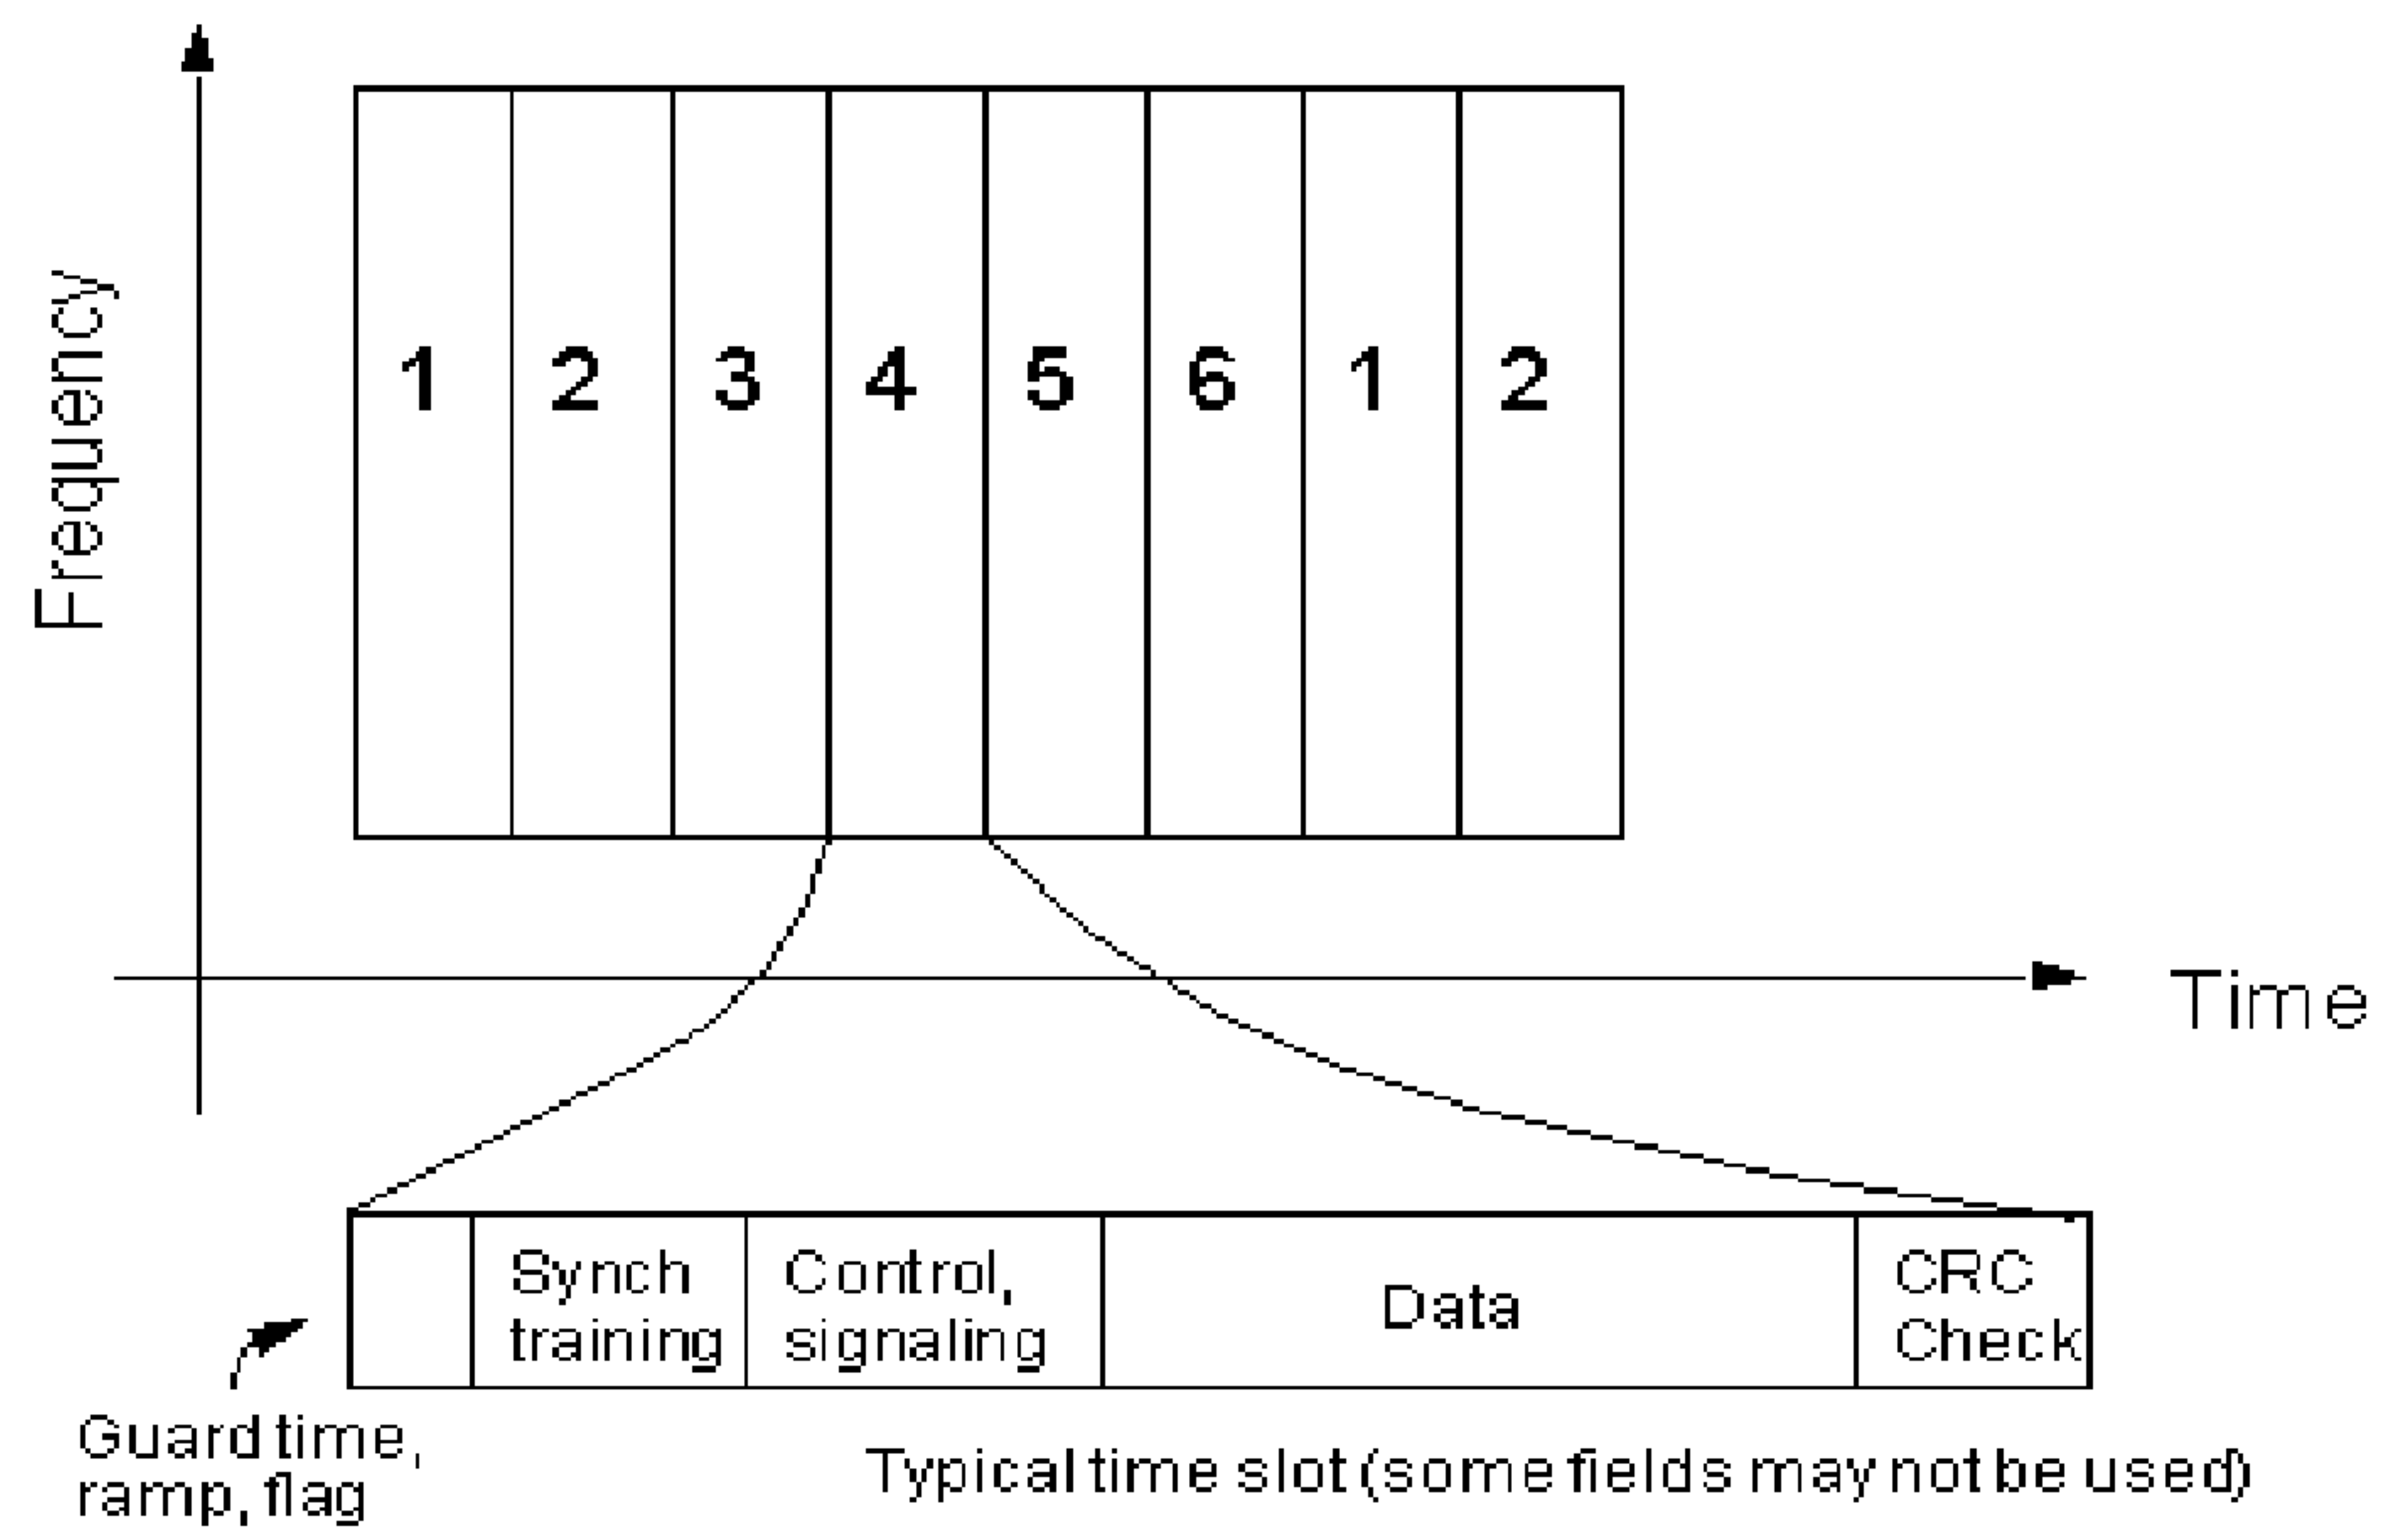 Frequency
1 2 3 4 5 6 1 2
Time
Synch
training
Control,
signaling
Data
CRC
Check
Guard time,
ramp, flag
Typical time slot (some fields may not be used)